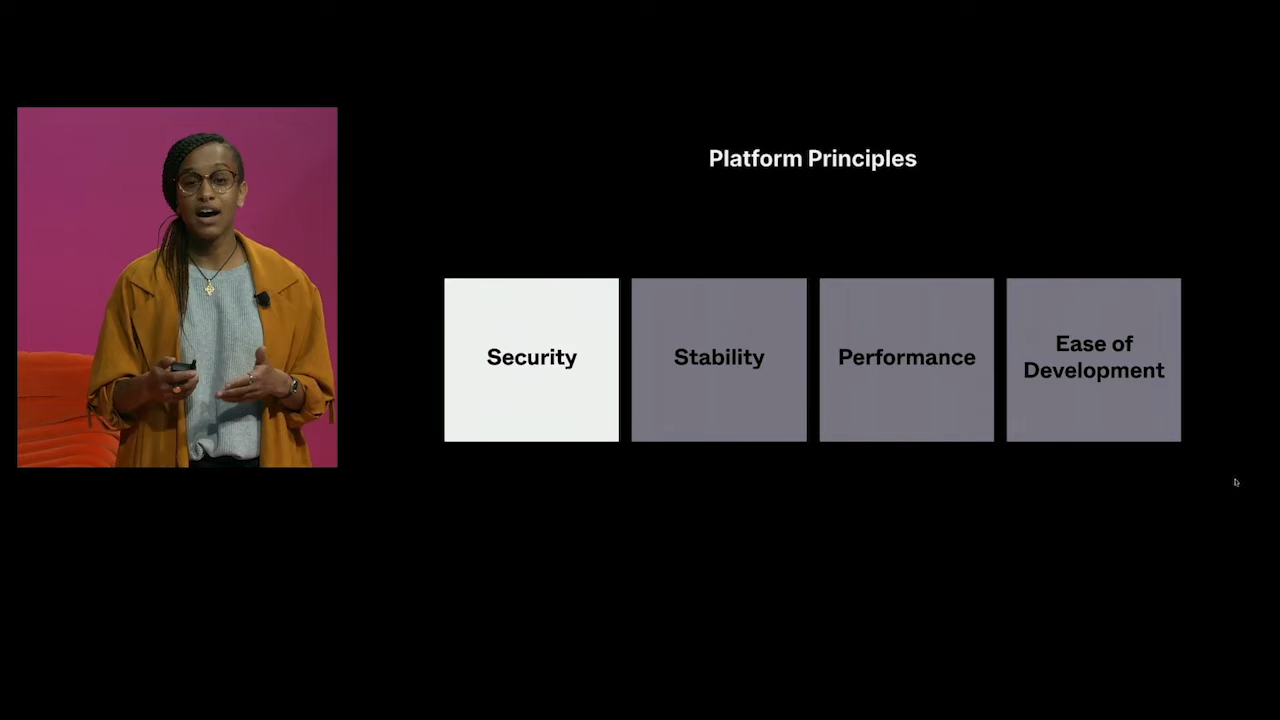 Platform Principles
Security
Stability
Performance
Ease of
Development